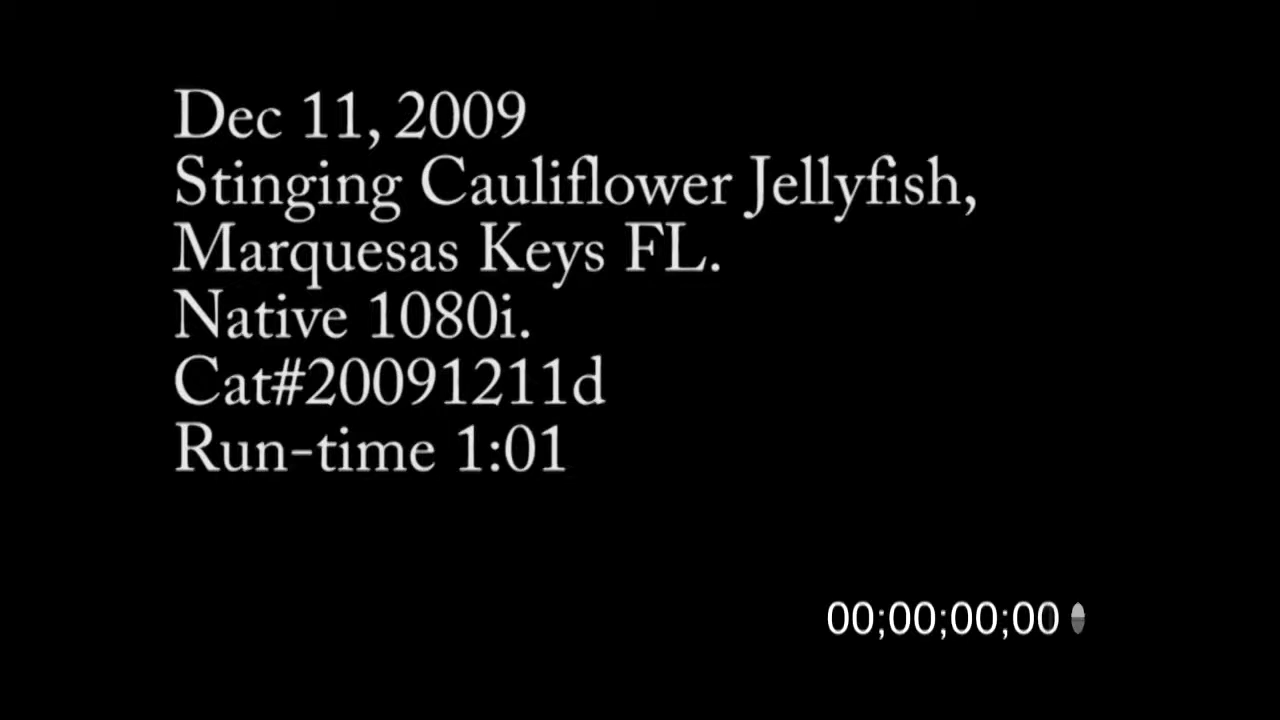 Dec 11, 2009
Stinging Cauliflower Jellyfish,
Marquesas Keys FL.
Native 1080i.
Cat#20091211d
Run-time 1:01
00;00;00;00